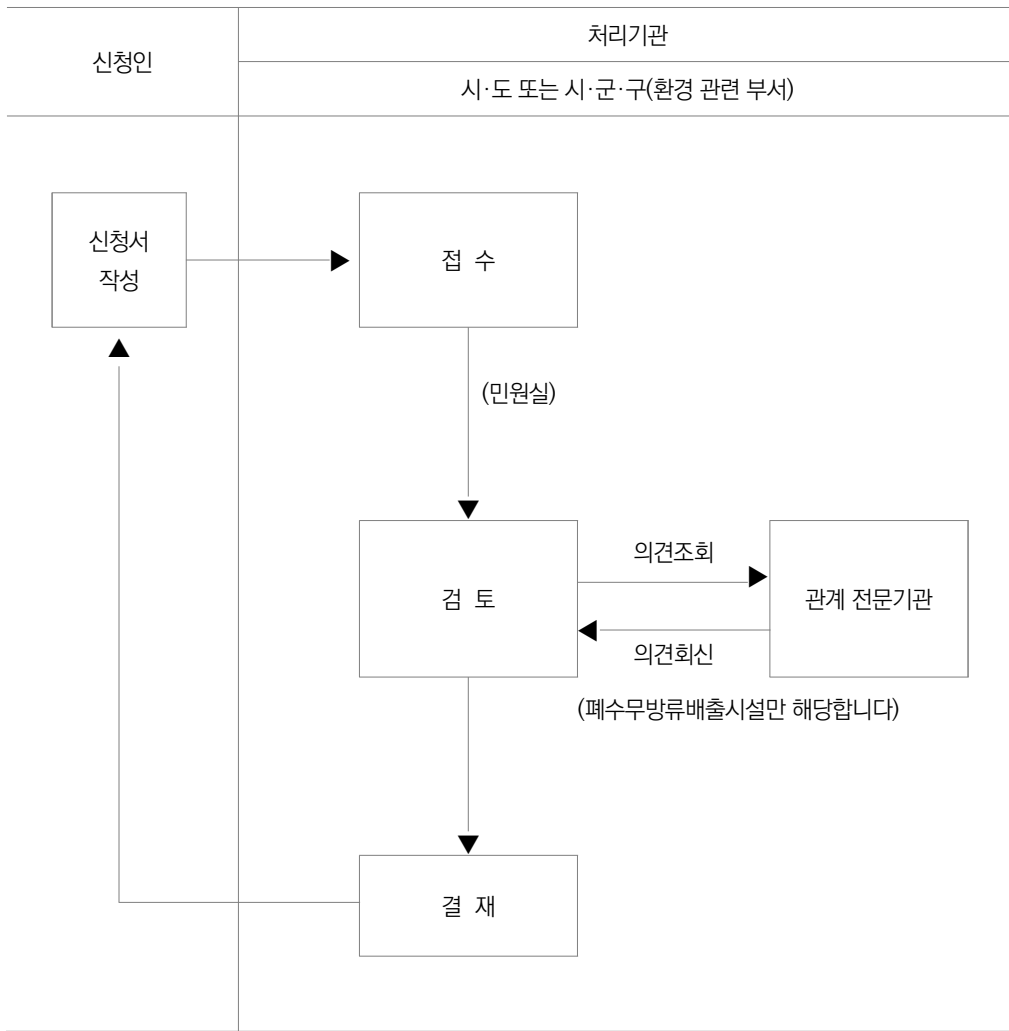 신청인
처리기관
시·도 또는 시·군·구(환경 관련 부서)
신청서
작성
접 수
(민원실)
검 토
의견조회
의견회신
관계 전문기관
(폐수무방류배출시설만 해당합니다)
결 재